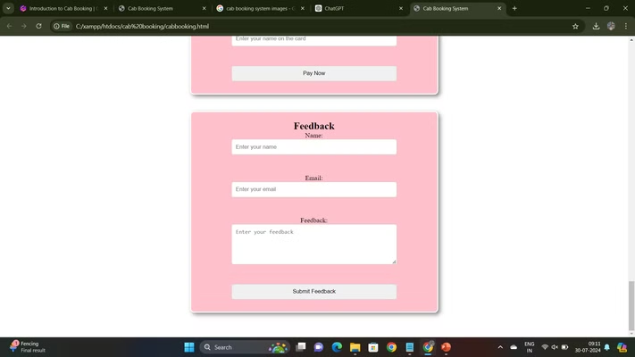 Introduction to Cab Booking |
Cab Booking System
cab booking system images -
ChatGPT
Cab Booking System
File
C:/xampp/htdocs/cab%20booking/cabbooking.html
Enter your name on the card
Pay Now
Feedback
Name:
Enter your name
Email:
Enter your email
Feedback:
Enter your feedback
Submit Feedback
Fencing
Final result
Search
ENG
IN
09:11
30-07-2024